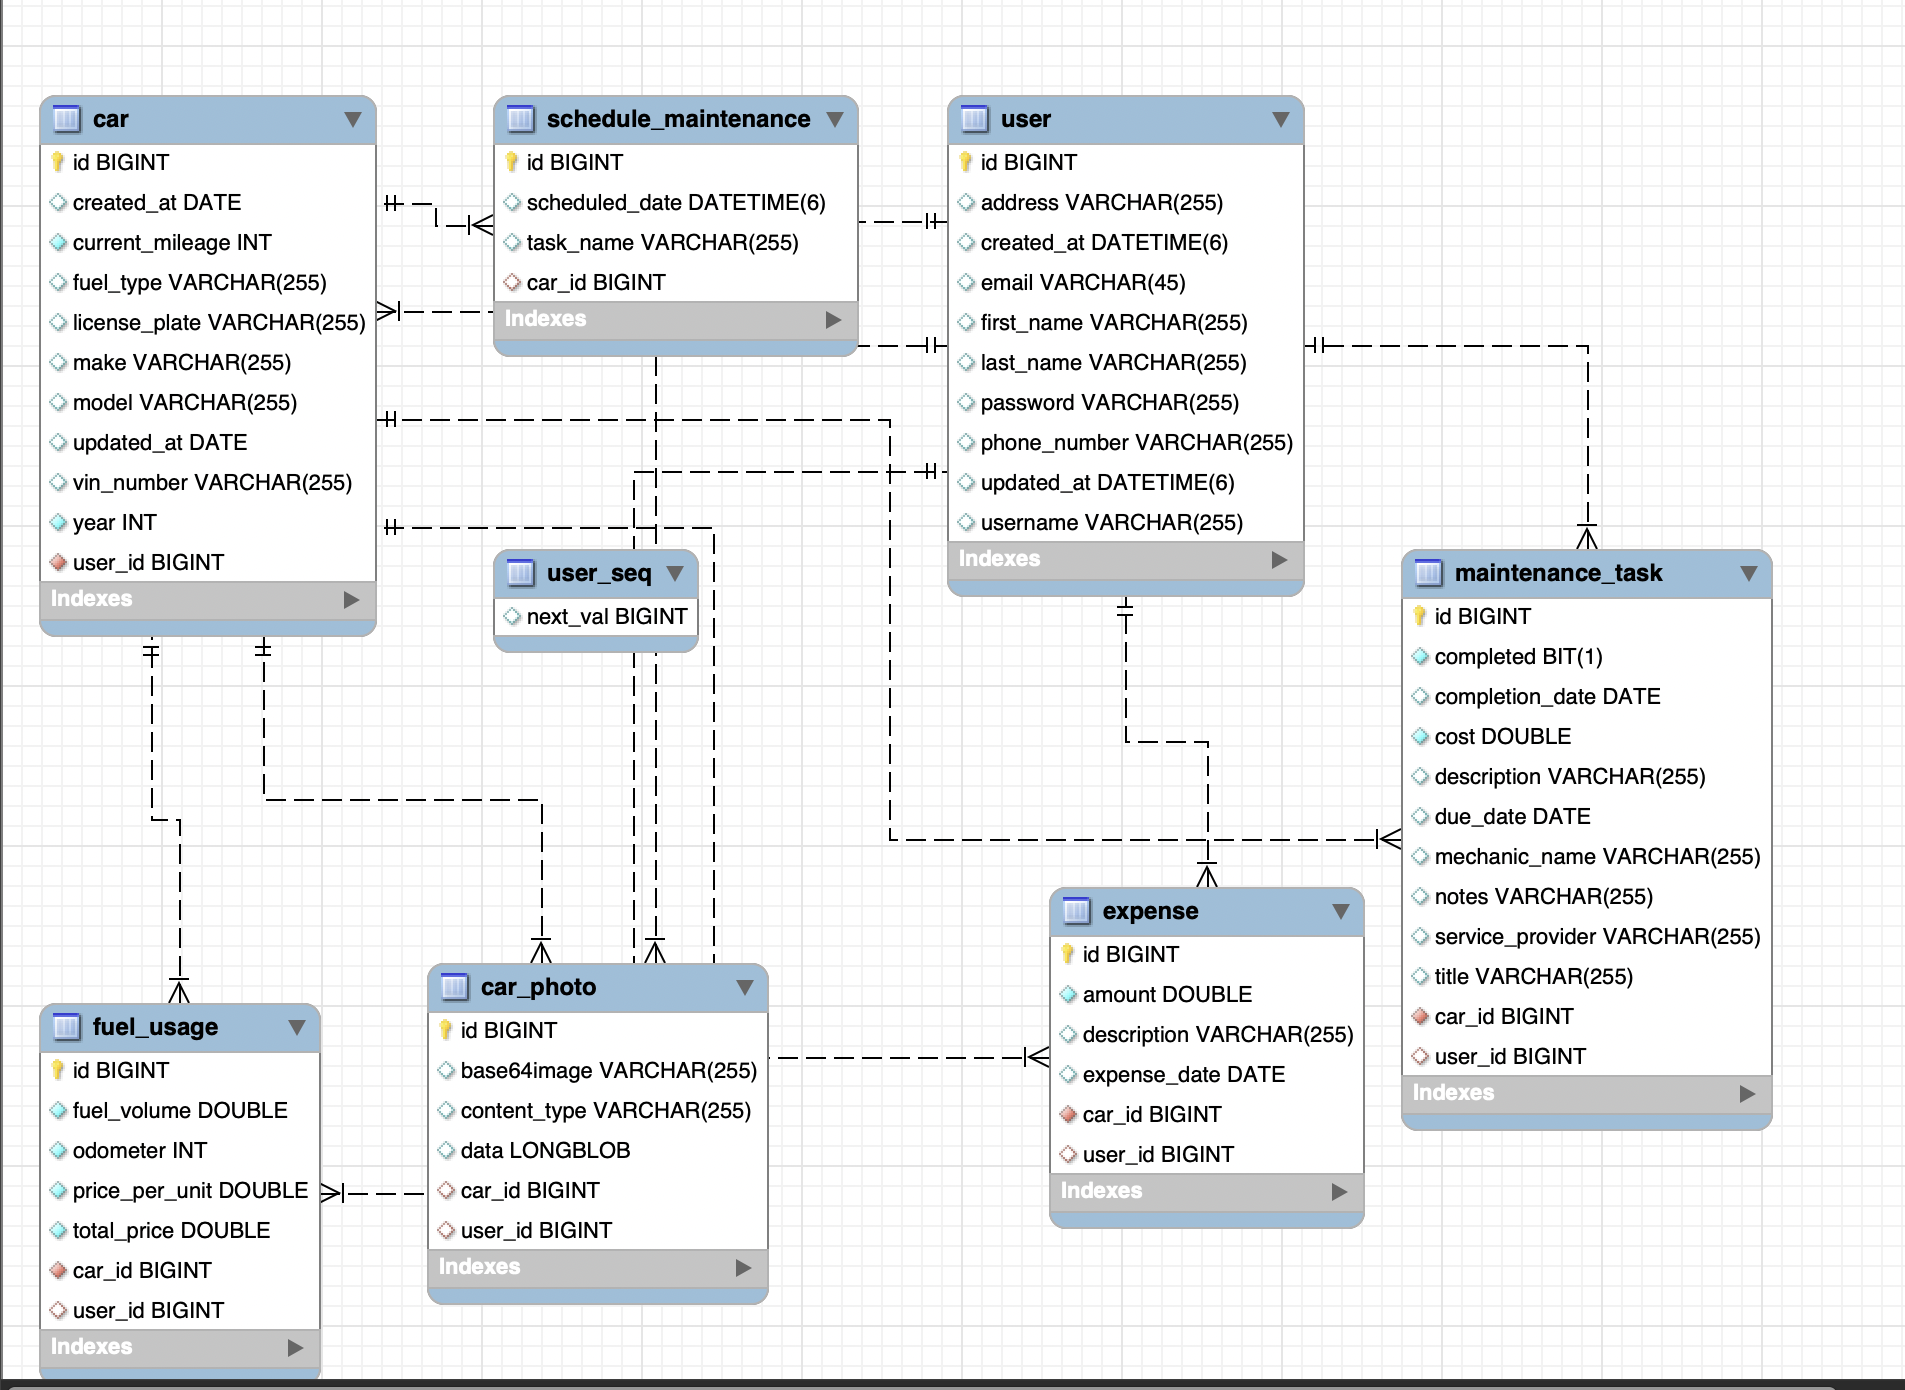 car
id BIGINT
created_at DATE
current_mileage INT
fuel_type VARCHAR(255)
license_plate VARCHAR(255)
make VARCHAR(255)
model VARCHAR(255)
updated_at DATE
vin_number VARCHAR(255)
year INT
user_id BIGINT
Indexes
schedule_maintenance
id BIGINT
scheduled_date DATETIME(6)
task_name VARCHAR(255)
car_id BIGINT
Indexes
user
id BIGINT
address VARCHAR(255)
created_at DATETIME(6)
email VARCHAR(45)
first_name VARCHAR(255)
last_name VARCHAR(255)
password VARCHAR(255)
phone_number VARCHAR(255)
updated_at DATETIME(6)
username VARCHAR(255)
Indexes
user_seq
next_val BIGINT
maintenance_task
id BIGINT
completed BIT(1)
completion_date DATE
cost DOUBLE
description VARCHAR(255)
due_date DATE
mechanic_name VARCHAR(255)
notes VARCHAR(255)
service_provider VARCHAR(255)
title VARCHAR(255)
car_id BIGINT
user_id BIGINT
Indexes
expense
id BIGINT
amount DOUBLE
description VARCHAR(255)
expense_date DATE
car_id BIGINT
user_id BIGINT
Indexes
car_photo
id BIGINT
base64image VARCHAR(255)
content_type VARCHAR(255)
data LONGBLOB
car_id BIGINT
user_id BIGINT
Indexes
fuel_usage
id BIGINT
fuel_volume DOUBLE
odometer INT
price_per_unit DOUBLE
total_price DOUBLE
car_id BIGINT
user_id BIGINT
Indexes